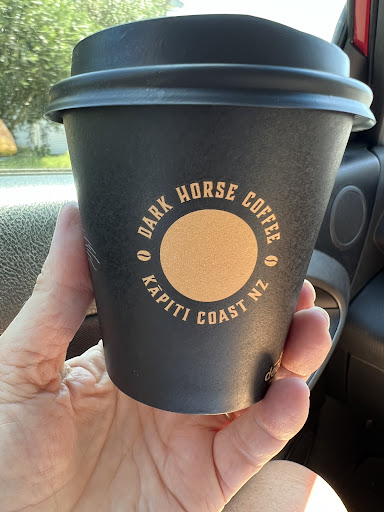 DARK HORSE COFFEE
KĀPITI COAST NZ